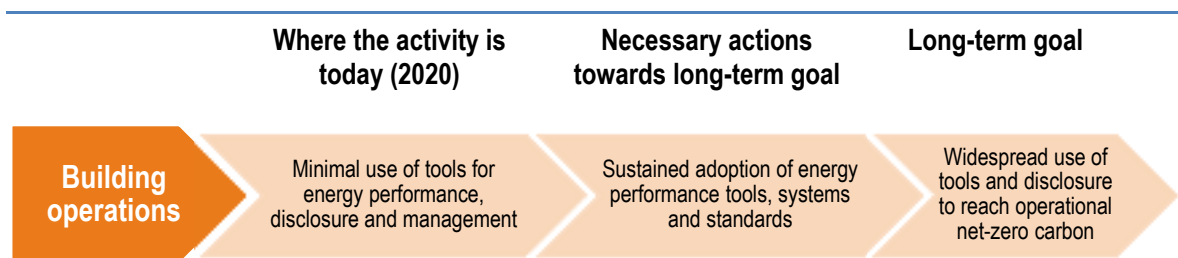 Where the activity is
today (2020)
Necessary actions
towards long-term goal
Long-term goal
Building
operations
Minimal use of tools for
energy performance,
disclosure and management
Sustained adoption of energy
performance tools, systems
and standards
Widespread use of
tools and disclosure
to reach operational
net-zero carbon